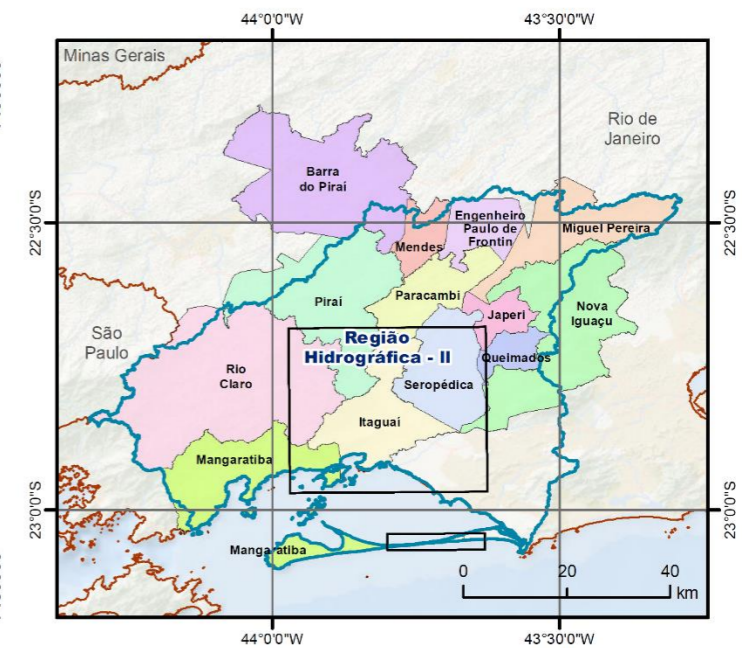 44°0'0"W
43°30'0"W
Minas Gerais
Rio de
Janeiro
Barra
do Piraí
22°30'0"S
22°30'0"S
Engenheiro
Paulo de
Frontin
Miguel Pereira
Mendes
Piraí
Paracambi
Japeri
Nova
Iguaçu
São
Paulo
Região
Hidrográfica - II
Queimados
Rio
Claro
Seropédica
Itaguaí
Mangaratiba
23°0'0"S
23°0'0"S
Mangaratiba
0
20
40
km
44°0'0"W
43°30'0"W